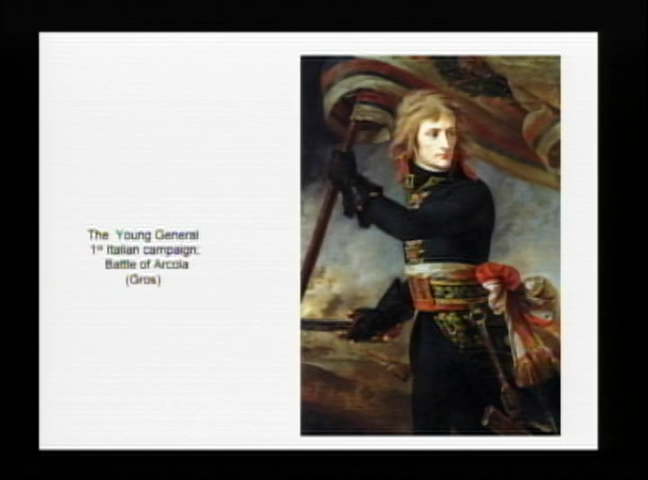 The Young General
1st Italian campaign:
Battle of Arcola
(Gros)